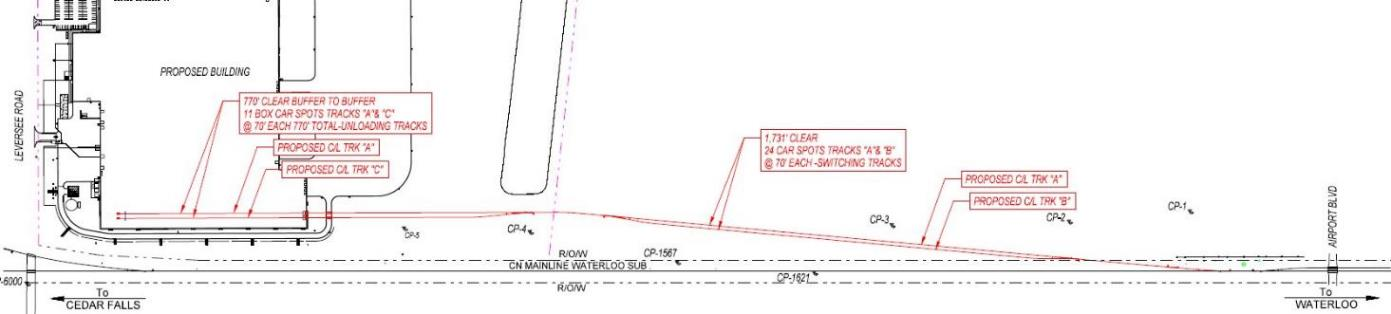 PROPOSED BUILDING
LEVERSEE ROAD
770' CLEAR BUFFER TO BUFFER
11 BOX CAR SPOTS TRACKS "A"& "C"
@ 70' EACH 770' TOTAL-UNLOADING TRACKS
PROPOSED C/L TRK "A"
PROPOSED C/L TRK "C"
1,731' CLEAR
24 CAR SPOTS TRACKS "A"& "B"
@ 70' EACH -SWITCHING TRACKS
PROPOSED C/L TRK "A"
PROPOSED C/L TRK "B"
CP-5
CP-4
CP-3
CP-2
CP-1
AIRPORT BLVD
R/O/W
CP-1567
CN MAINLINE WATERLOO SUB
CP-1621
P-6000
R/O/W
To
CEDAR FALLS
To
WATERLOO